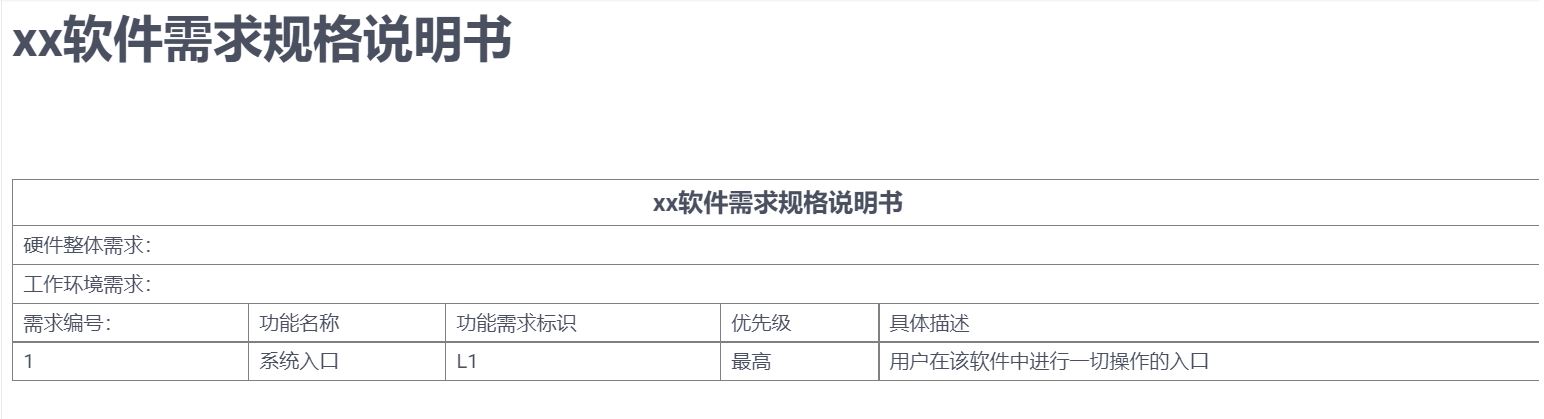 xx软件需求规格说明书
xx软件需求规格说明书
硬件整体需求：
工作环境需求：
需求编号： 功能名称 功能需求标识 优先级 具体描述
1 系统入口 L1 最高 用户在该软件中进行一切操作的入口